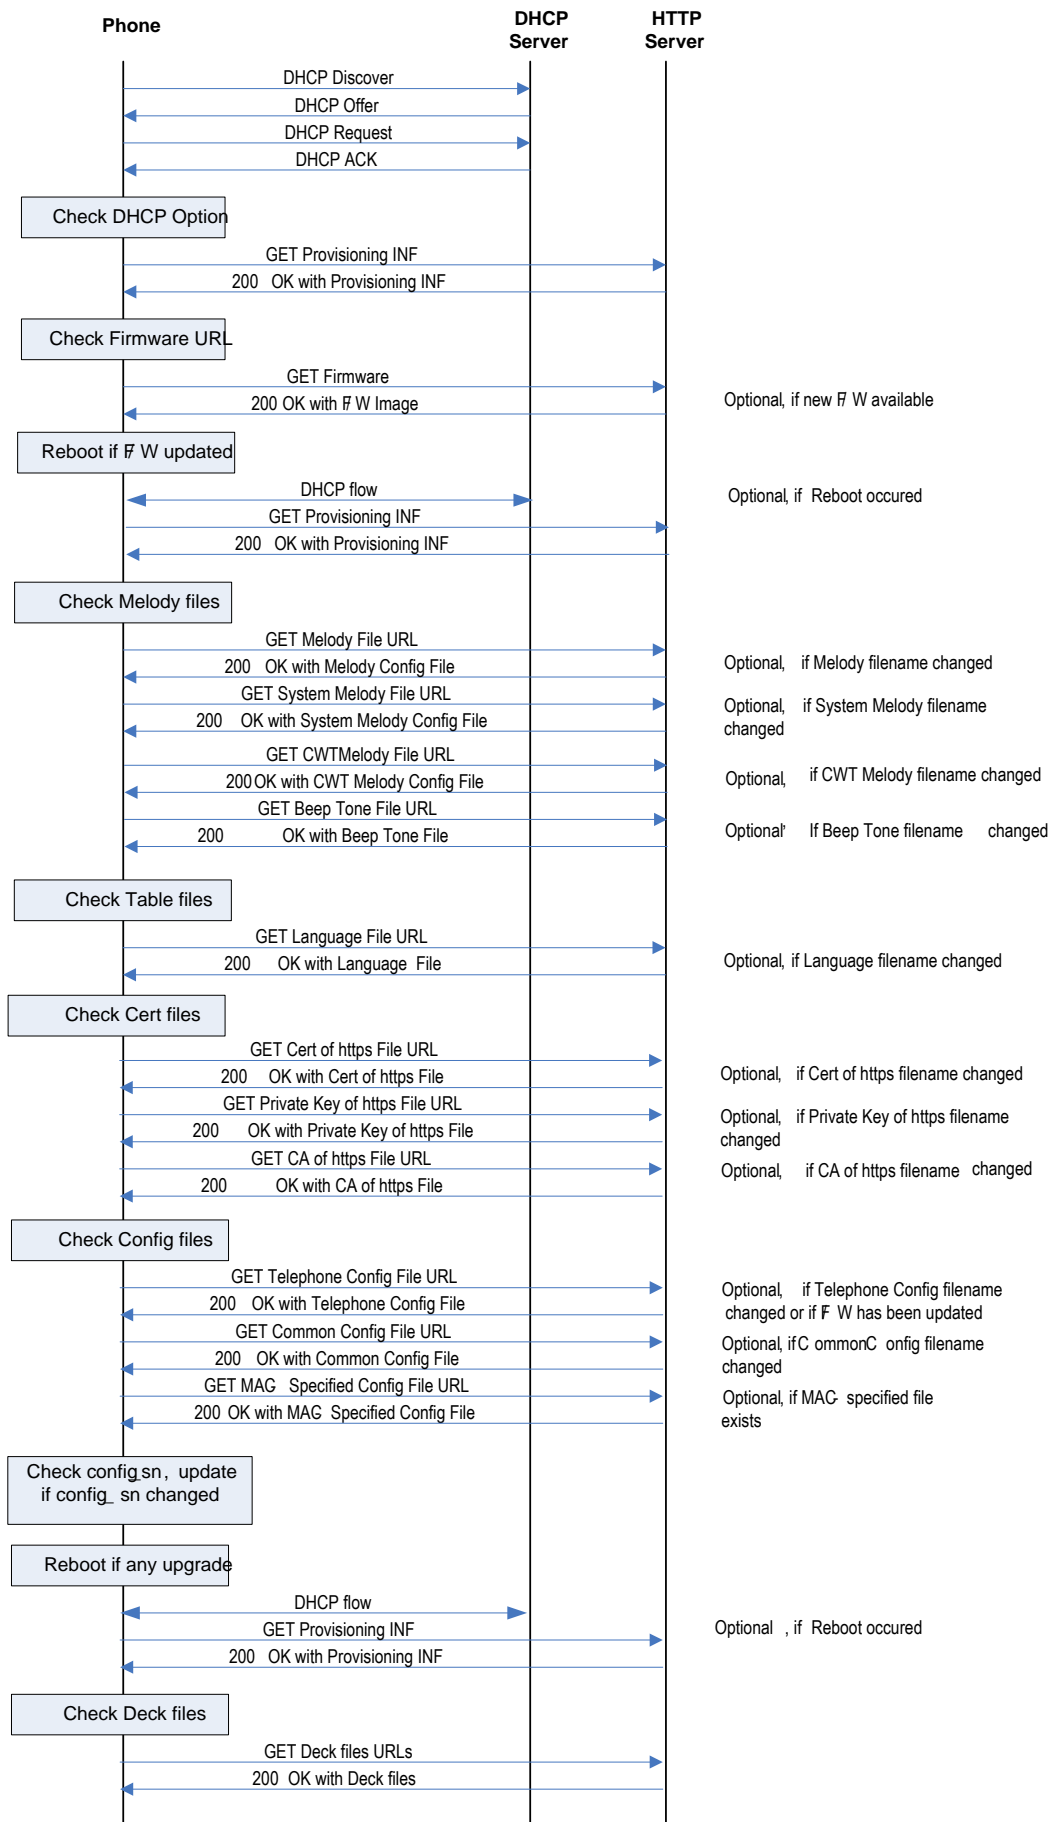 Phone
DHCP
Server
HTTP
Server
DHCP Discover
DHCP Offer
DHCP Request
DHCP ACK
Check DHCP Option
GET Provisioning INF
200 OK with Provisioning INF
Check Firmware URL
GET Firmware
200 OK with F/ W Image
Optional, if new F/ W available
Reboot if F/ W updated
DHCP flow
Optional, if Reboot occured
GET Provisioning INF
200 OK with Provisioning INF
Check Melody files
GET Melody File URL
200 OK with Melody Config File
Optional, if Melody filename changed
GET System Melody File URL
200 OK with System Melody Config File
Optional, if System Melody filename
changed
GET CWTMelody File URL
200 OK with CWT Melody Config File
Optional, if CWT Melody filename changed
GET Beep Tone File URL
200 OK with Beep Tone File
Optional, If Beep Tone filename changed
Check Table files
GET Language File URL
200 OK with Language File
Optional, if Language filename changed
Check Cert files
GET Cert of https File URL
200 OK with Cert of https File
Optional, if Cert of https filename changed
GET Private Key of https File URL
200 OK with Private Key of https File
Optional, if Private Key of https filename
changed
GET CA of https File URL
200 OK with CA of https File
Optional, if CA of https filename changed
Check Config files
GET Telephone Config File URL
200 OK with Telephone Config File
Optional, if Telephone Config filename
changed or if F/ W has been updated
GET Common Config File URL
200 OK with Common Config File
Optional, if C ommonC onfig filename
changed
GET MAC- Specified Config File URL
200 OK with MAC- Specified Config File
Optional, if MAC- specified file
exists
Check config_sn, update
if config_ sn changed
Reboot if any upgrade
DHCP flow
GET Provisioning INF
Optional , if Reboot occured
200 OK with Provisioning INF
Check Deck files
GET Deck files URLs
200 OK with Deck files